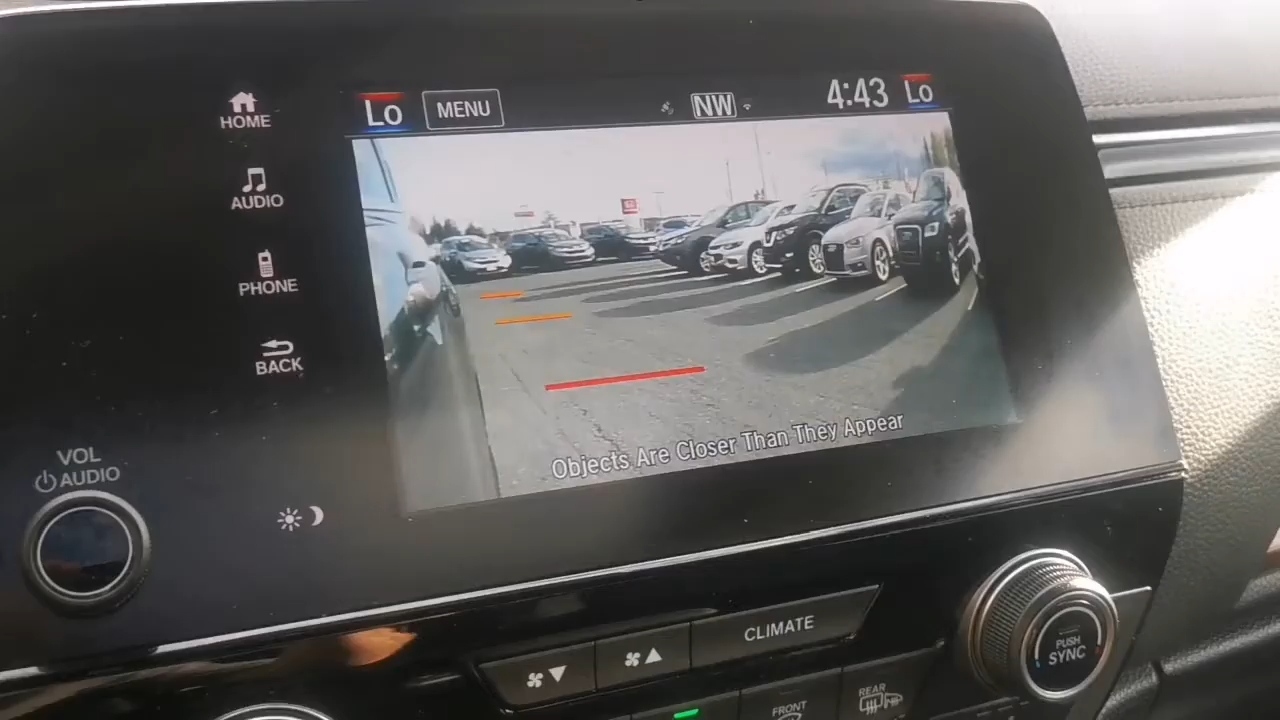 HOME
AUDIO
PHONE
BACK
VOL
AUDIO
Lo
MENU
NW
4:43
Lo
Objects Are Closer Than They Appear
CLIMATE
PUSH
SYNC
FRONT
REAR